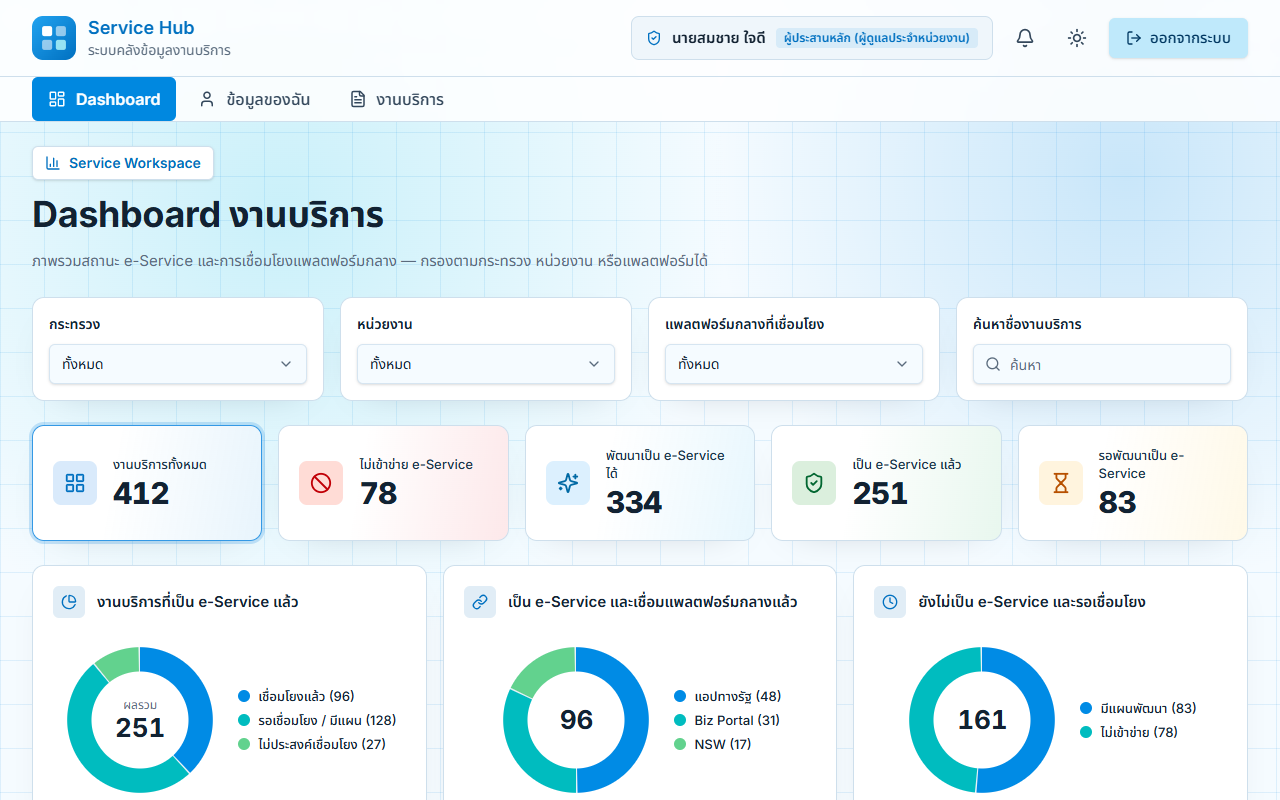 Service Hub
ระบบคลังข้อมูลงานบริการ
นายสมชาย ใจดี
ผู้ประสานหลัก (ผู้ดูแลประจำหน่วยงาน)
ออกจากระบบ
Dashboard
ข้อมูลของฉัน
งานบริการ
Service Workspace
Dashboard งานบริการ
ภาพรวมสถานะ e-Service และการเชื่อมโยงแพลตฟอร์มกลาง — กรองตามกระทรวง หน่วยงาน หรือแพลตฟอร์มได้
กระทรวง
ทั้งหมด
หน่วยงาน
ทั้งหมด
แพลตฟอร์มกลางที่เชื่อมโยง
ทั้งหมด
ค้นหาชื่องานบริการ
ค้นหา
งานบริการทั้งหมด
412
ไม่เข้าข่าย e-Service
78
พัฒนาเป็น e-Service
ได้
334
เป็น e-Service แล้ว
251
รอพัฒนาเป็น e-
Service
83
งานบริการที่เป็น e-Service แล้ว
ผลรวม
251
เชื่อมโยงแล้ว (96)
รอเชื่อมโยง / มีแผน (128)
ไม่ประสงค์เชื่อมโยง (27)
เป็น e-Service และเชื่อมแพลตฟอร์มกลางแล้ว
96
แอปทางรัฐ (48)
Biz Portal (31)
NSW (17)
ยังไม่เป็น e-Service และรอเชื่อมโยง
161
มีแผนพัฒนา (83)
ไม่เข้าข่าย (78)